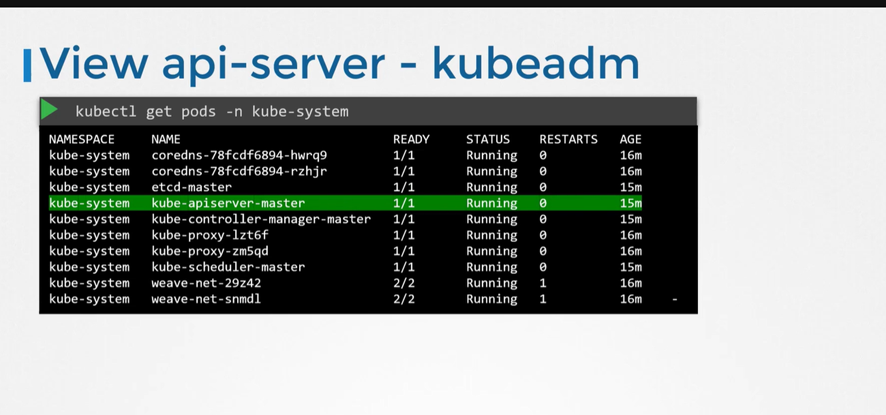 View api-server - kubeadm
kubectl get pods -n kube-system
NAMESPACE NAME READY STATUS RESTARTS AGE
kube-system coredns-78fcdf6894-hwrq9 1/1 Running 0 16m
kube-system coredns-78fcdf6894-rzhjr 1/1 Running 0 16m
kube-system etcd-master 1/1 Running 0 15m
kube-system kube-apiserver-master 1/1 Running 0 15m
kube-system kube-controller-manager-master 1/1 Running 0 15m
kube-system kube-proxy-lzt6f 1/1 Running 0 16m
kube-system kube-proxy-zm5qd 1/1 Running 0 16m
kube-system kube-scheduler-master 1/1 Running 0 15m
kube-system weave-net-29z42 2/2 Running 1 16m
kube-system weave-net-snmdl 2/2 Running 1 16m -